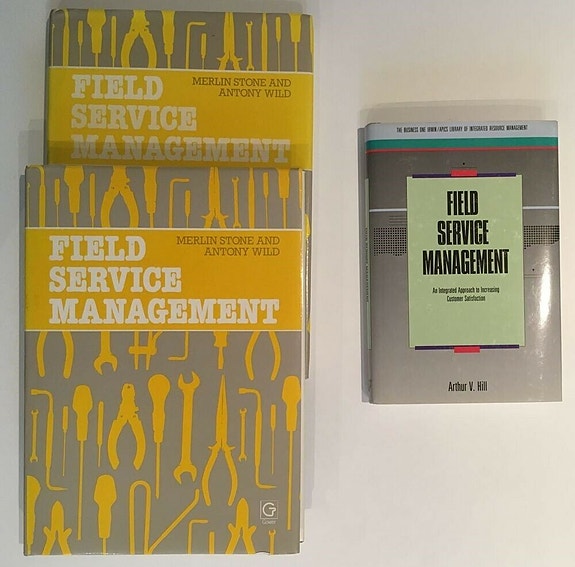 FIELD
SERVICE
MANAGEMENT
MERLIN STONE AND
ANTONY WILD
FIELD
SERVICE
MANAGEMENT
MERLIN STONE AND
ANTONY WILD
G
Gower
THE BUSINESS ONE IRWIN/APICS LIBRARY OF INTEGRATED RESOURCE MANAGEMENT
FIELD
SERVICE
MANAGEMENT
An Integrated Approach to Increasing
Customer Satisfaction
Arthur V. Hill